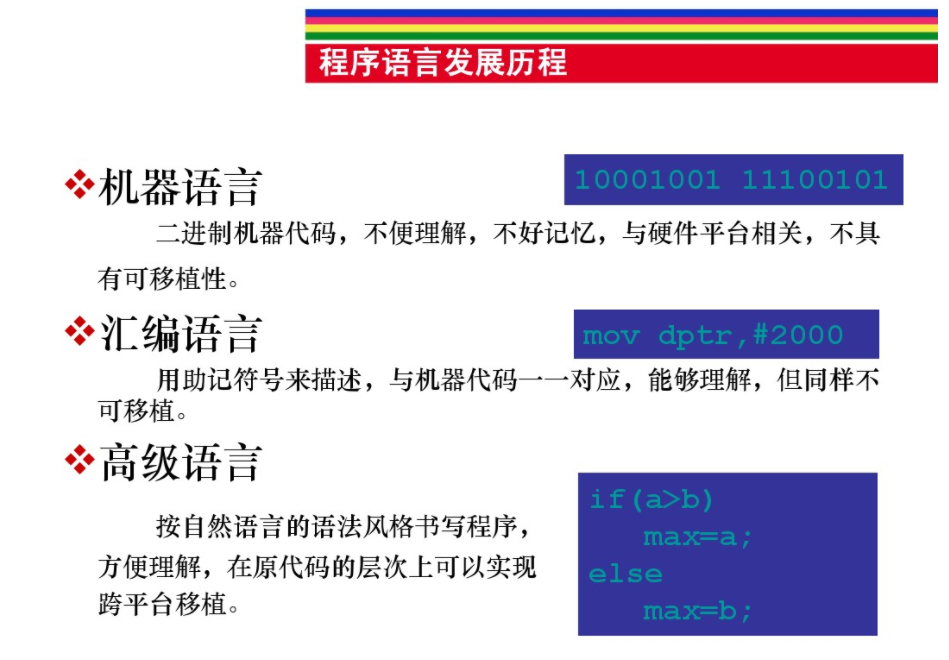 程序语言发展历程
机器语言
10001001 11100101
二进制机器代码，不便理解，不好记忆，与硬件平台相关，不具
有可移植性。
汇编语言
mov dptr,#2000
用助记符号来描述，与机器代码一一对应，能够理解，但同样不
可移植。
高级语言
按自然语言的语法风格书写程序，
方便理解，在原代码的层次上可以实现
跨平台移植。
if(a>b)
max=a;
else
max=b;